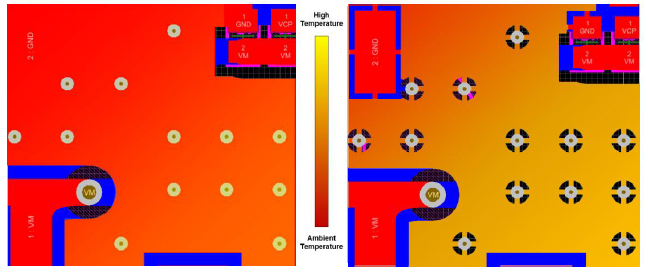 2: GND
1
GND
1
VCP
2
VM
2
VM
VM
1: VM
High
Temperature
Ambient
Temperature
2: GND
1
GND
1
VCP
2
VM
2
VM
VM
1: VM